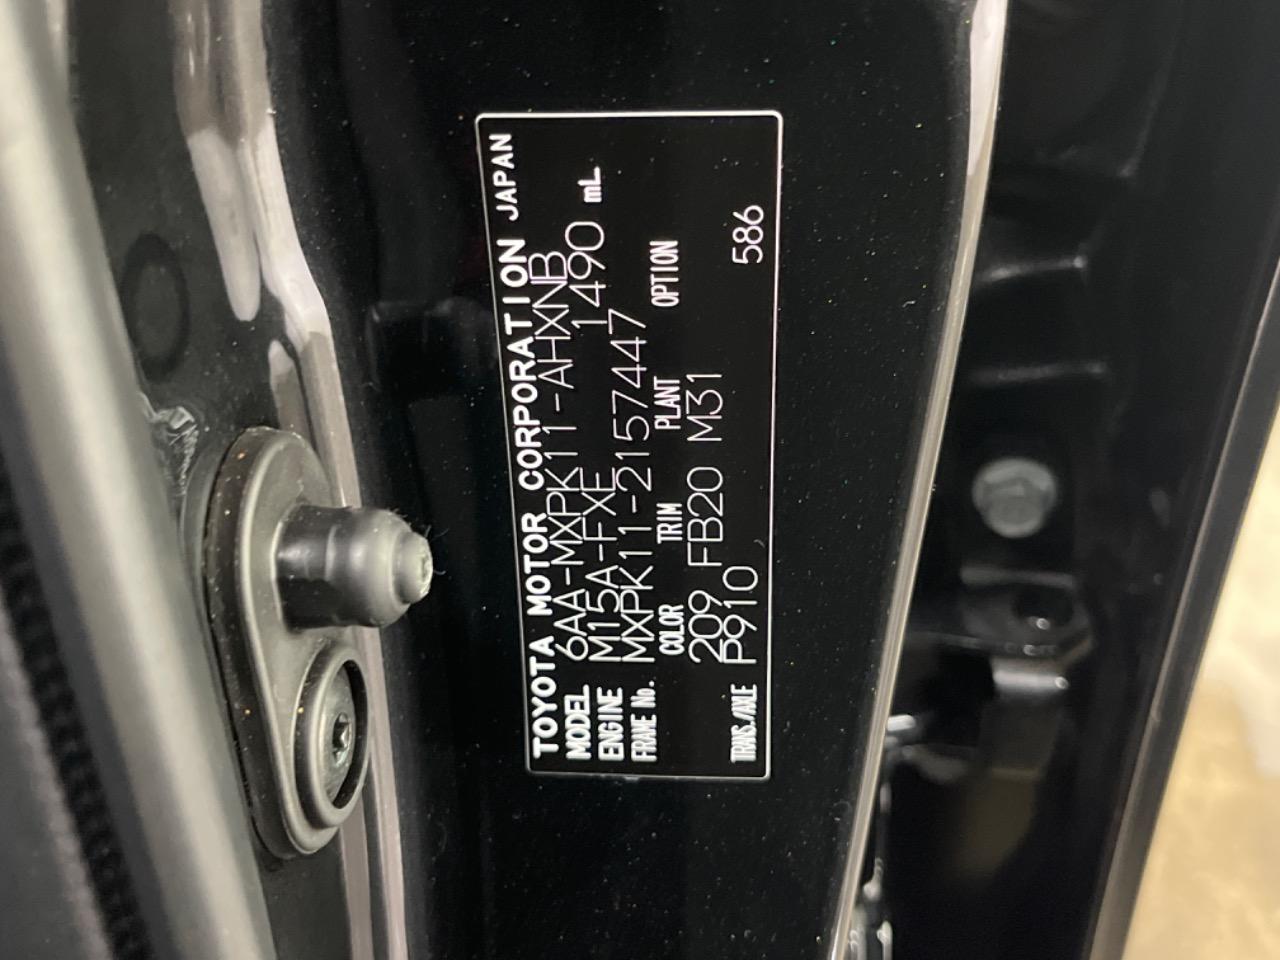 TOYOTA MOTOR CORPORATION JAPAN
MODEL 6AA-MXPK11-AHXNB
ENGINE M15A-FXE 1490 mL
FRAME No. MXPK11-2157447
COLOR TRIM PLANT OPTION
209 FB20 M31
TRANS./AXLE P910 586